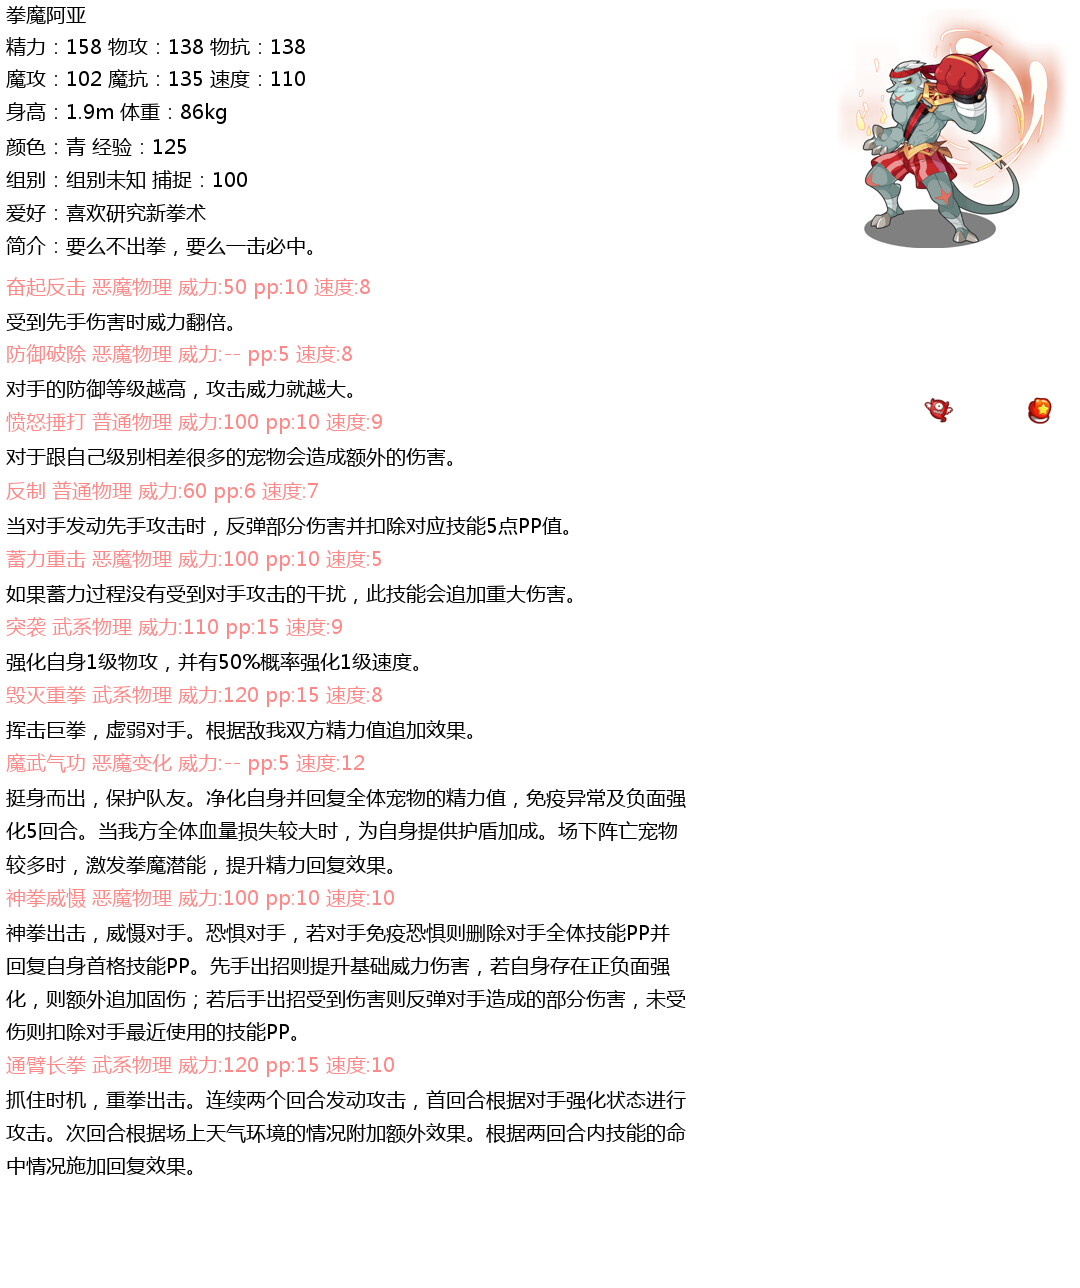 拳魔阿亚
精力：158 物攻：138 物抗：138
魔攻：102 魔抗：135 速度：110
身高：1.9m 体重：86kg
颜色：青 经验：125
组别：组别未知 捕捉：100
爱好：喜欢研究新拳术
简介：要么不出拳，要么一击必中。
奋起反击 恶魔物理 威力:50 pp:10 速度:8
受到先手伤害时威力翻倍。
防御破除 恶魔物理 威力:-- pp:5 速度:8
对手的防御等级越高，攻击威力就越大。
愤怒捶打 普通物理 威力:100 pp:10 速度:9
对于跟自己级别相差很多的宠物会造成额外的伤害。
反制 普通物理 威力:60 pp:6 速度:7
当对手发动先手攻击时，反弹部分伤害并扣除对应技能5点PP值。
蓄力重击 恶魔物理 威力:100 pp:10 速度:5
如果蓄力过程没有受到对手攻击的干扰，此技能会追加重大伤害。
突袭 武系物理 威力:110 pp:15 速度:9
强化自身1级物攻，并有50%概率强化1级速度。
毁灭重拳 武系物理 威力:120 pp:15 速度:8
挥击巨拳，虚弱对手。根据敌我双方精力值追加效果。
魔武气功 恶魔变化 威力:-- pp:5 速度:12
挺身而出，保护队友。净化自身并回复全体宠物的精力值，免疫异常及负面强
化5回合。当我方全体血量损失较大时，为自身提供护盾加成。场下阵亡宠物
较多时，激发拳魔潜能，提升精力回复效果。
神拳威慑 恶魔物理 威力:100 pp:10 速度:10
神拳出击，威慑对手。恐惧对手，若对手免疫恐惧则删除对手全体技能PP并
回复自身首格技能PP。先手出招则提升基础威力伤害，若自身存在正负面强
化，则额外追加固伤；若后手出招受到伤害则反弹对手造成的部分伤害，未受
伤则扣除对手最近使用的技能PP。
通臂长拳 武系物理 威力:120 pp:15 速度:10
抓住时机，重拳出击。连续两个回合发动攻击，首回合根据对手强化状态进行
攻击。次回合根据场上天气环境的情况附加额外效果。根据两回合内技能的命
中情况施加回复效果。